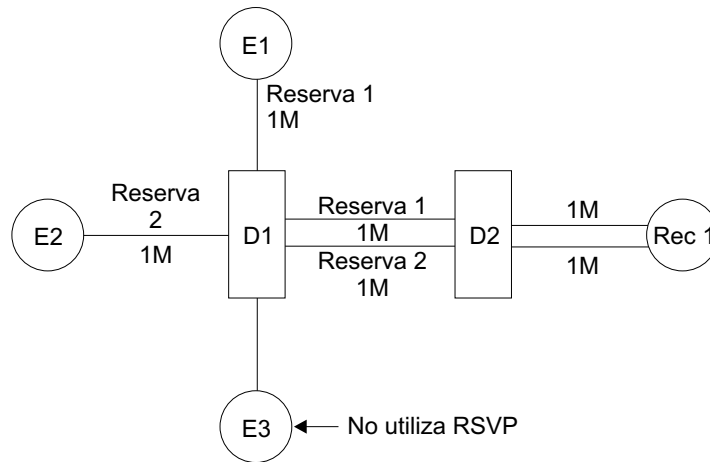 E1
Reserva 1
1M
Reserva
2
1M
E2
D1
Reserva 1
1M
Reserva 2
1M
D2
1M
1M
Rec 1
E3
No utiliza RSVP